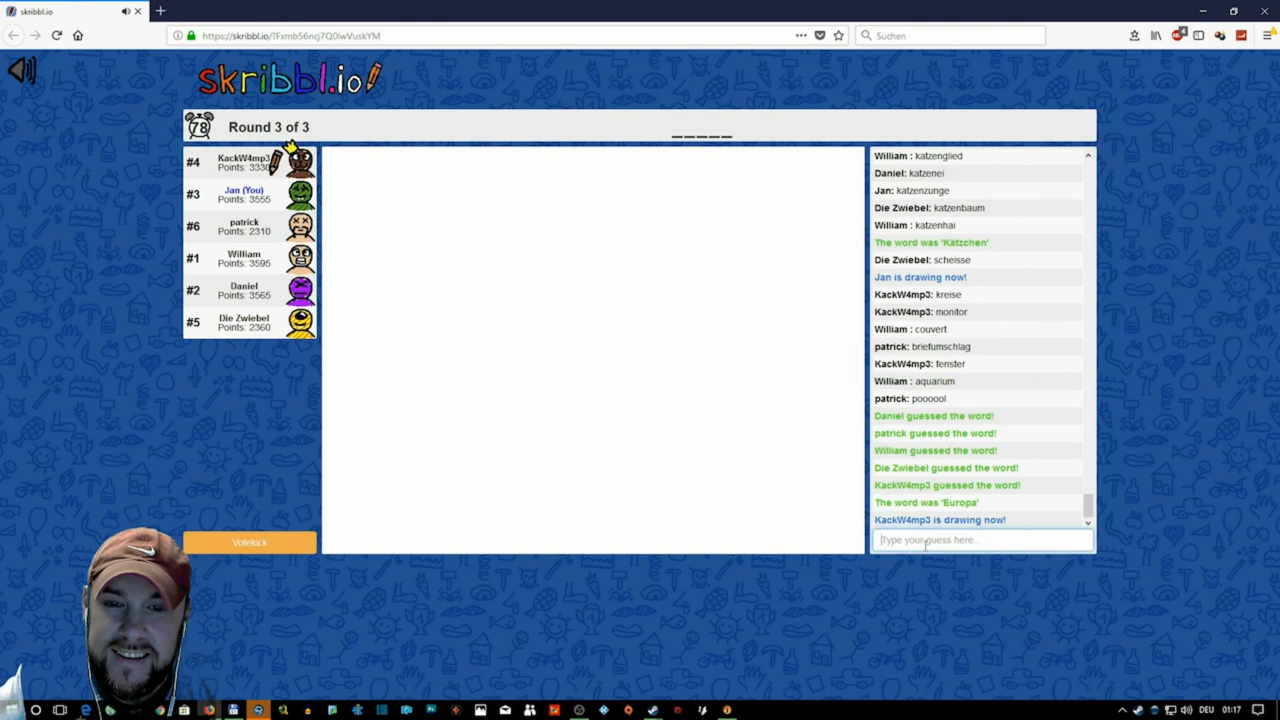 skribbl.io
https://skribbl.io/?Fxmb56ncj7Q0lwVuskYM
Suchen
skribbl.io
78
Round 3 of 3
_____
#4
KackW4mp3
Points: 3330
#3
Jan (You)
Points: 3555
#6
patrick
Points: 2310
#1
William
Points: 3595
#2
Daniel
Points: 3565
#5
Die Zwiebel
Points: 2360
Votekick
William : katzenglied
Daniel: katzenei
Jan: katzenzunge
Die Zwiebel: katzenbaum
William : katzenhai
The word was 'Kätzchen'
Die Zwiebel: scheisse
Jan is drawing now!
KackW4mp3: kreise
KackW4mp3: monitor
William : couvert
patrick: briefumschlag
KackW4mp3: fenster
William : aquarium
patrick: poooool
Daniel guessed the word!
patrick guessed the word!
William guessed the word!
Die Zwiebel guessed the word!
KackW4mp3 guessed the word!
The word was 'Europa'
KackW4mp3 is drawing now!
Type your guess here...
DEU
01:17